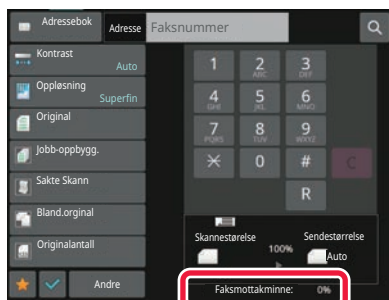 Adressebok
Adresse
Faksnummer
Kontrast
Auto
Oppløsning
Superfin
Original
Jobb-oppbygg.
Sakte Skann
Bland.orginal
Originalantall
Andre
1
2
ABC
3
DEF
4
GHI
5
JKL
6
MNO
7
PQRS
8
TUV
9
WXYZ
0
#
C
R
Skannestørelse
100%
Sendestørrelse
Auto
Faksmottakminne: 0%